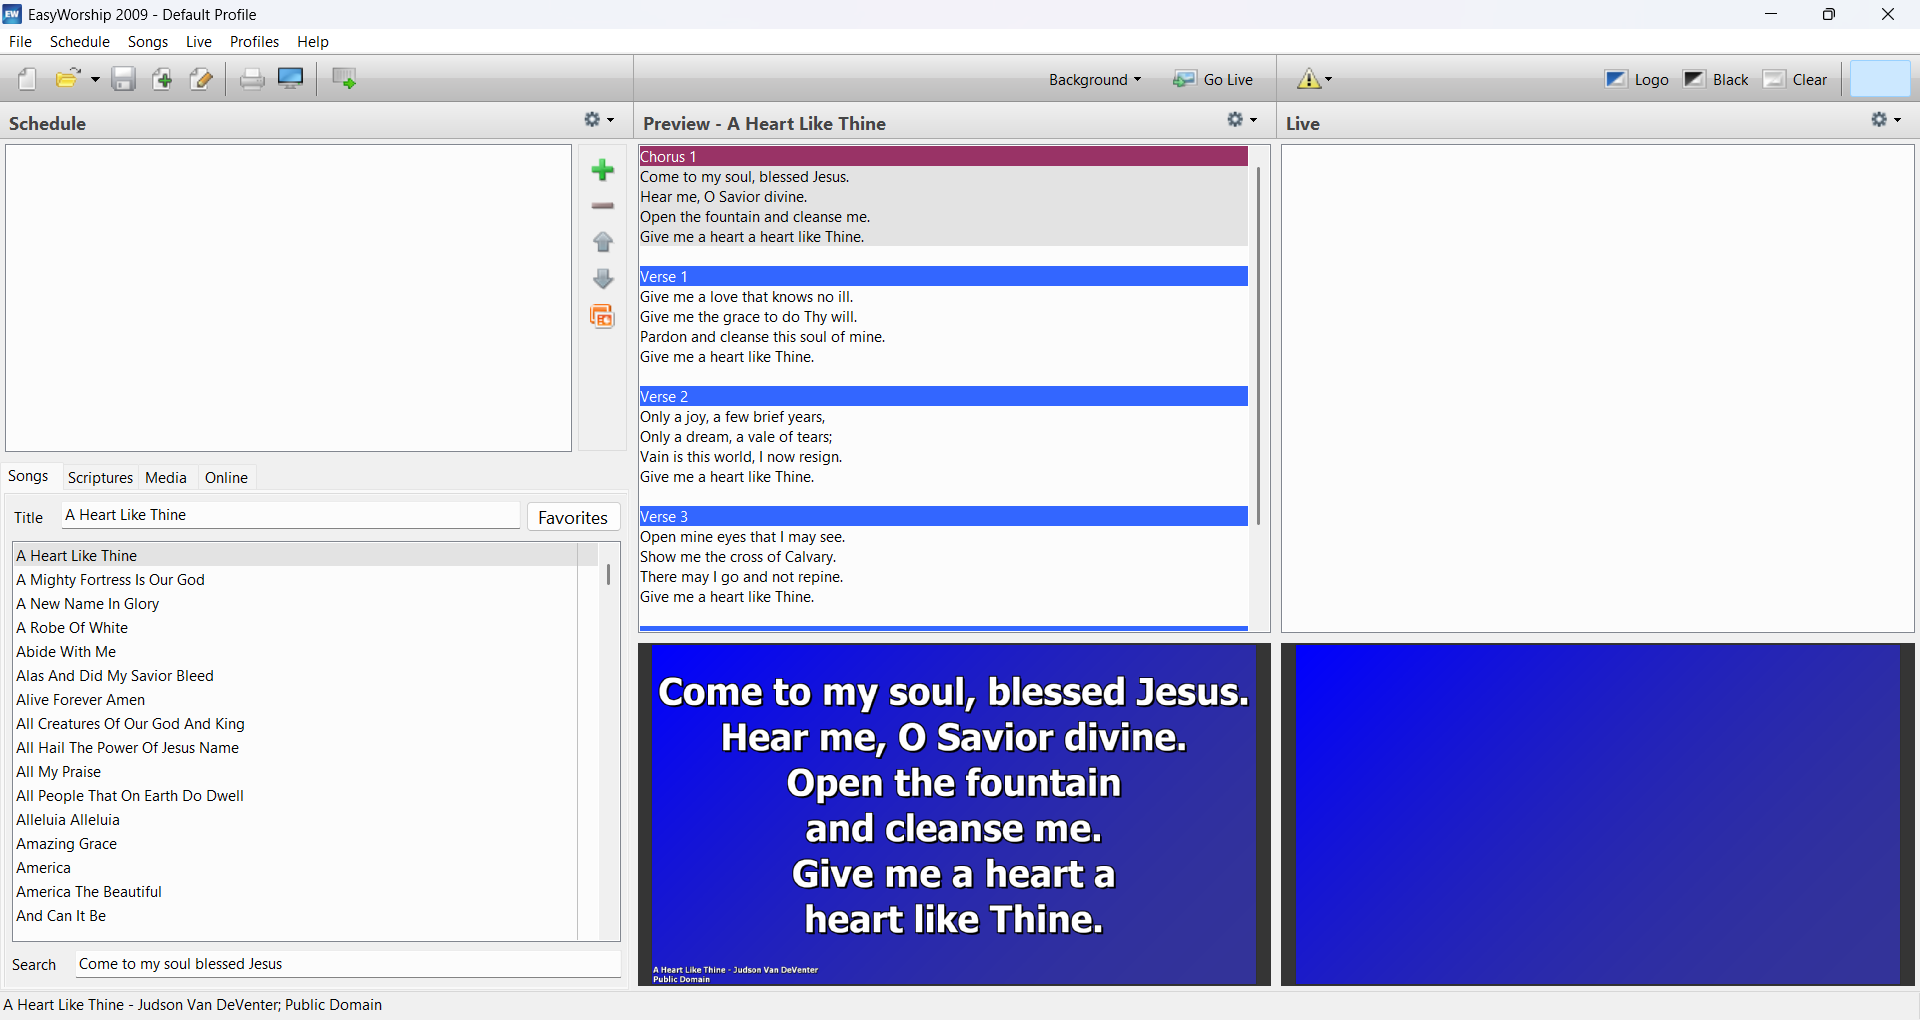 EW EasyWorship 2009 - Default Profile
File Schedule Songs Live Profiles Help
Background Go Live Logo Black Clear
Schedule
Preview - A Heart Like Thine
Live
Chorus 1
Come to my soul, blessed Jesus.
Hear me, O Savior divine.
Open the fountain and cleanse me.
Give me a heart a heart like Thine.
Verse 1
Give me a love that knows no ill.
Give me the grace to do Thy will.
Pardon and cleanse this soul of mine.
Give me a heart like Thine.
Verse 2
Only a joy, a few brief years,
Only a dream, a vale of tears;
Vain is this world, I now resign.
Give me a heart like Thine.
Verse 3
Open mine eyes that I may see.
Show me the cross of Calvary.
There may I go and not repine.
Give me a heart like Thine.
Songs Scriptures Media Online
Title A Heart Like Thine Favorites
A Heart Like Thine
A Mighty Fortress Is Our God
A New Name In Glory
A Robe Of White
Abide With Me
Alas And Did My Savior Bleed
Alive Forever Amen
All Creatures Of Our God And King
All Hail The Power Of Jesus Name
All My Praise
All People That On Earth Do Dwell
Alleluia Alleluia
Amazing Grace
America
America The Beautiful
And Can It Be
Search Come to my soul blessed Jesus
Come to my soul, blessed Jesus.
Hear me, O Savior divine.
Open the fountain
and cleanse me.
Give me a heart a
heart like Thine.
A Heart Like Thine - Judson Van DeVenter
Public Domain
A Heart Like Thine - Judson Van DeVenter; Public Domain